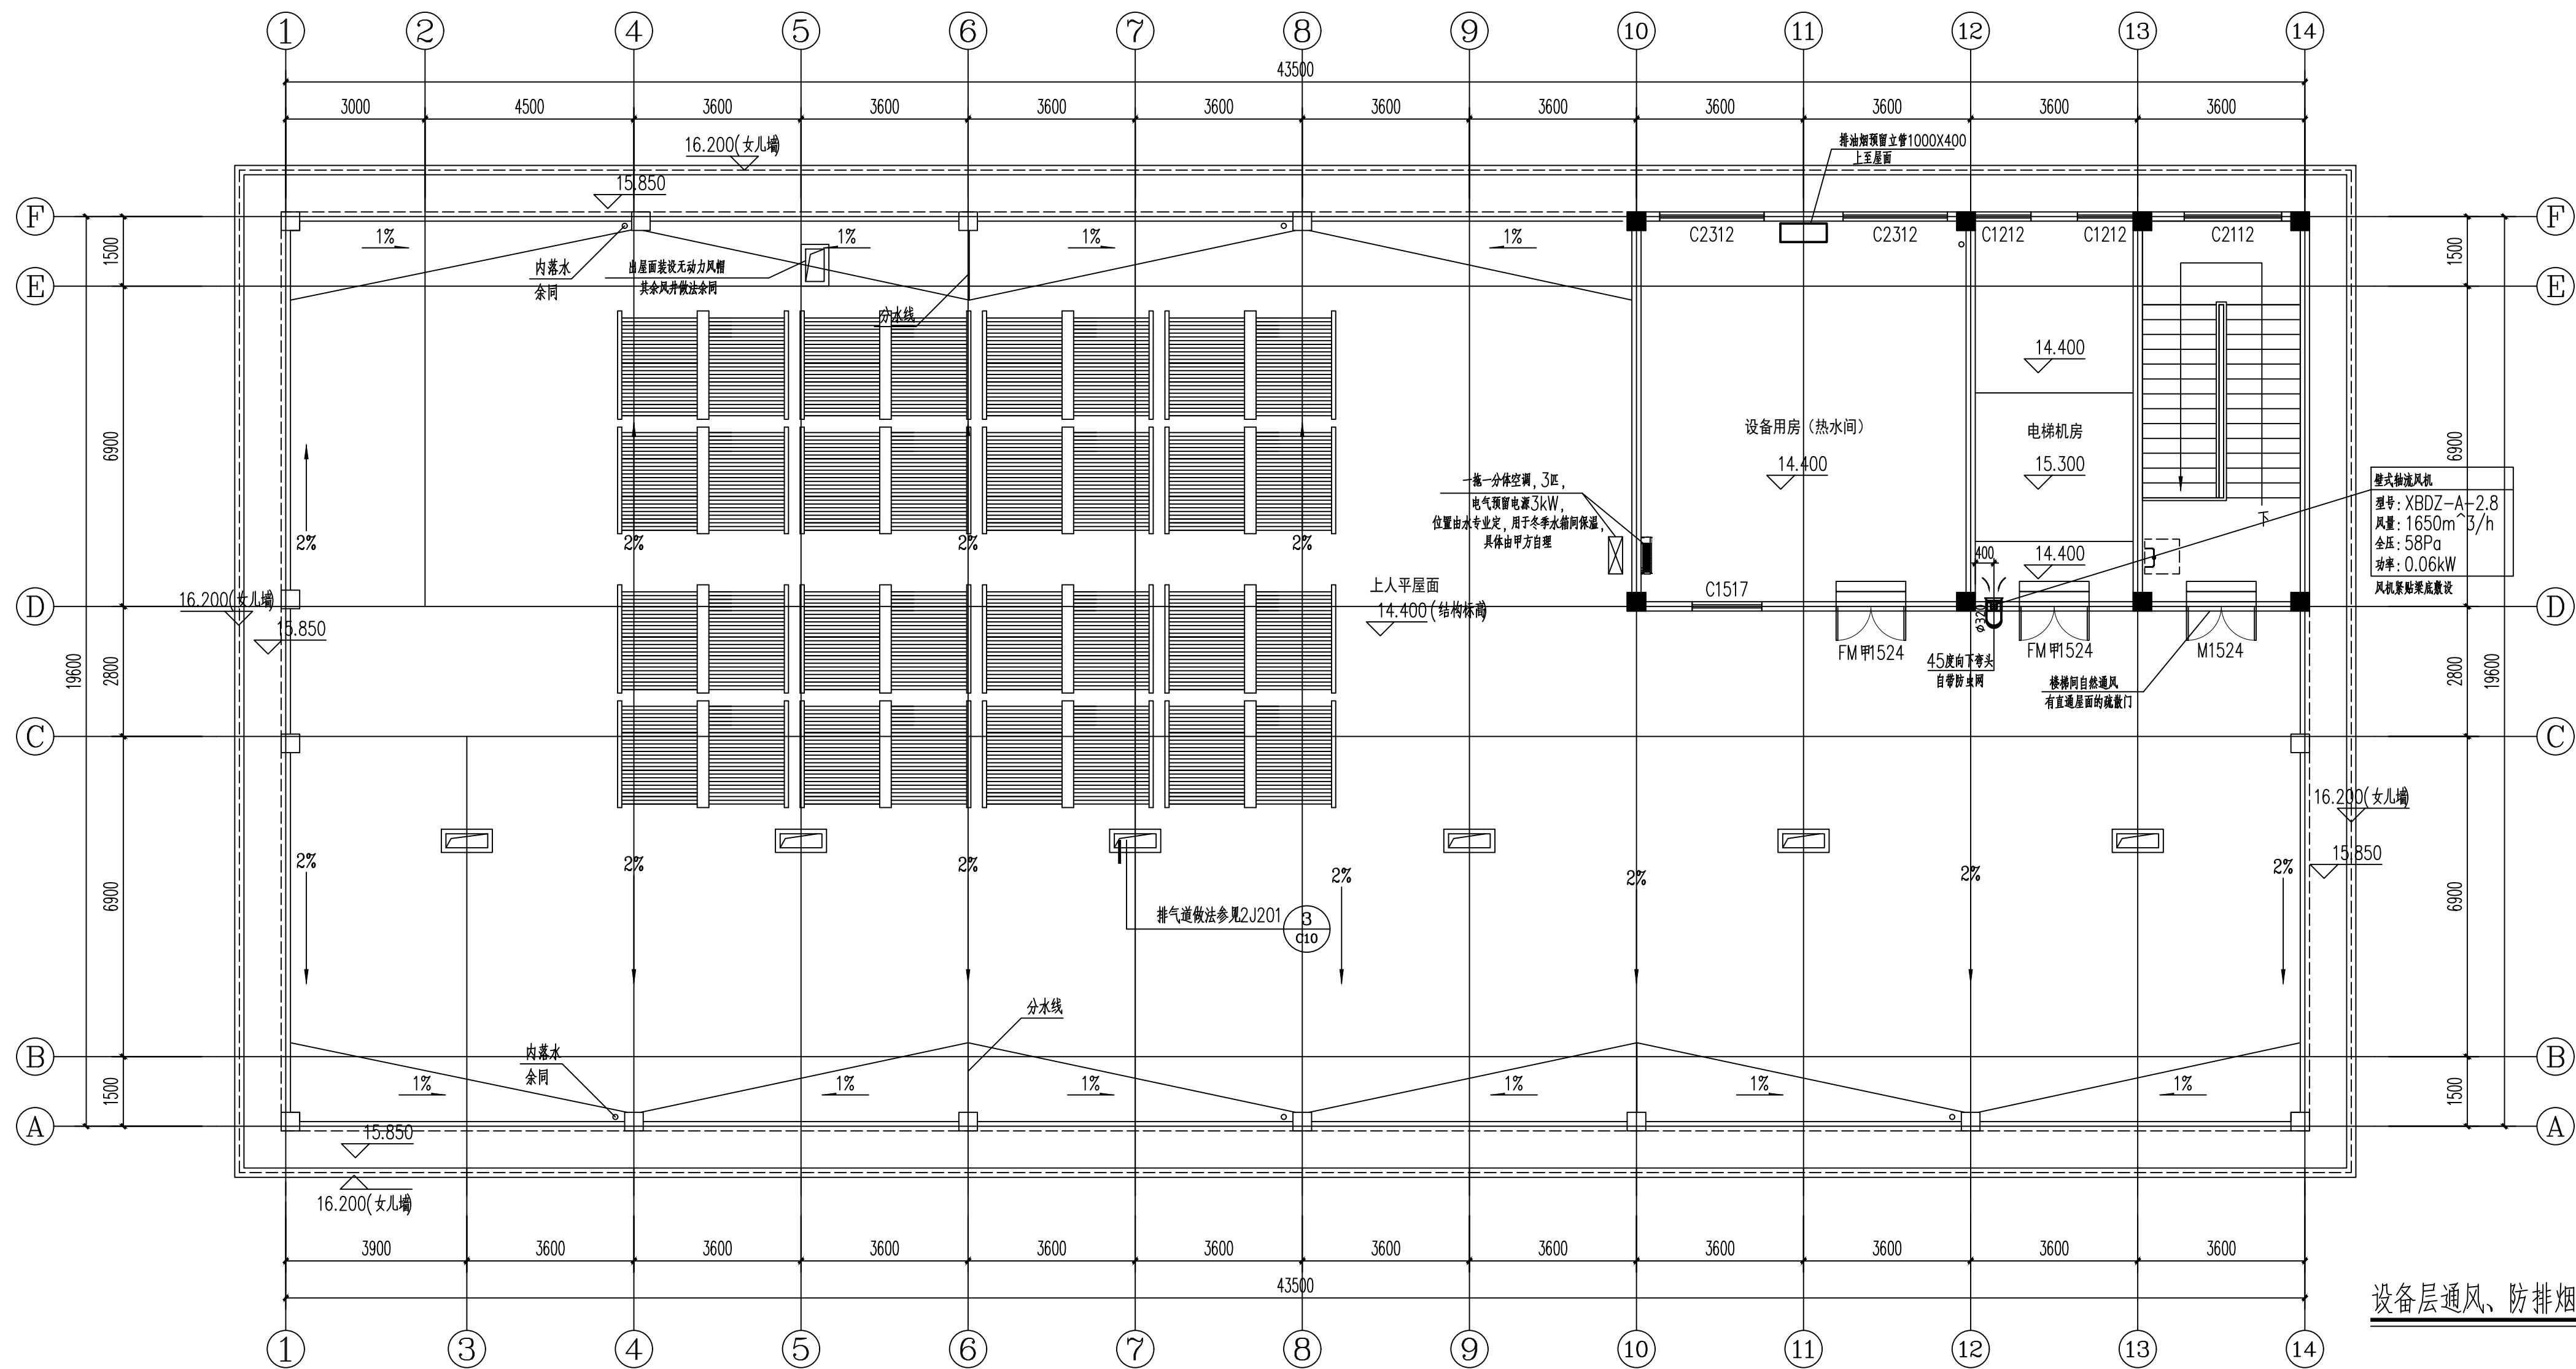 1 2 4 5 6 7 8 9 10 11 12 13 14
43500
3000 4500 3600 3600 3600 3600 3600 3600 3600 3600 3600 3600
16.200(女儿墙)
15.850
排油烟预留立管1000X400
上至屋面
F F
1% 1% 1% 1%
C2312 C2312 C1212 C1212 C2112
1500 1500
内落水
余同
出屋面装设无动力风帽
其余风井做法余同
E E
分水线
14.400
6900 6900
设备用房（热水间）
14.400
电梯机房
15.300
一拖一分体空调, 3匹,
电气预留电源3kW,
位置由水专业定, 用于冬季水箱间保温,
具体由甲方自理
壁式轴流风机
型号: XBDZ-A-2.8
风量: 1650m^3/h
全压: 58Pa
功率: 0.06kW
风机紧贴梁底敷设
下
2% 2% 2% 2%
400
14.400
上人平屋面
14.400(结构标高)
C1517
16.200(女儿墙)
D D
15.850
ø320
FM甲1524 FM甲1524 M1524
45度向下弯头
自带防虫网
楼梯间自然通风
有直通屋面的疏散门
19600 2800 2800 19600
C C
16.200(女儿墙)
15.850
2% 2% 2% 2% 2% 2% 2%
6900 6900
排气道做法参见2J201
3
C10
分水线
内落水
余同
B B
1% 1% 1% 1% 1% 1%
1500 1500
A A
15.850
16.200(女儿墙)
3900 3600 3600 3600 3600 3600 3600 3600 3600 3600 3600 3600
43500
设备层通风、防排烟
1 3 4 5 6 7 8 9 10 11 12 13 14